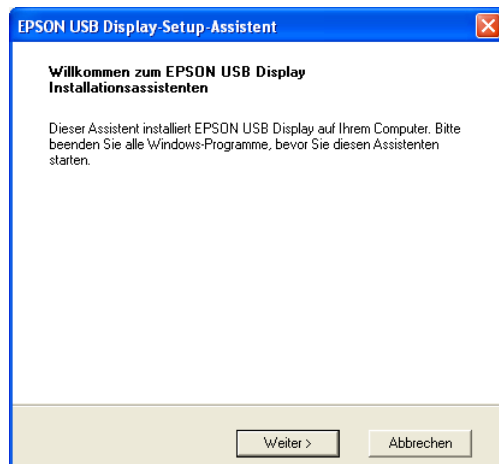 EPSON USB Display-Setup-Assistent
Willkommen zum EPSON USB Display
Installationsassistenten
Dieser Assistent installiert EPSON USB Display auf Ihrem Computer. Bitte
beenden Sie alle Windows-Programme, bevor Sie diesen Assistenten
starten.
Weiter >
Abbrechen